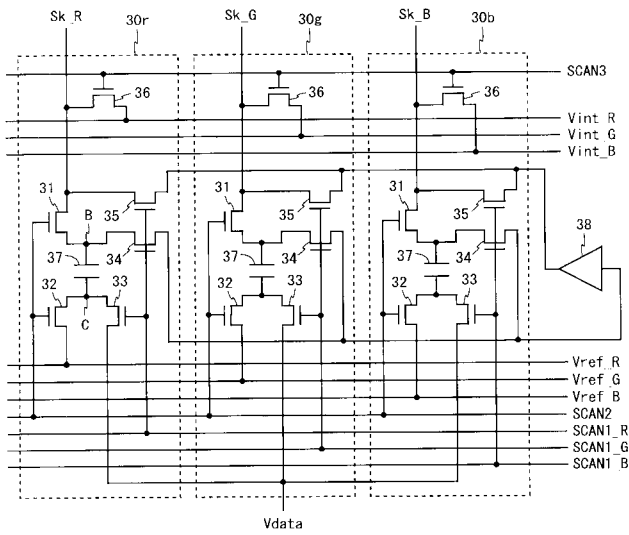 Sk_R 30r Sk_G 30g Sk_B 30b
SCAN3
36 36 36
Vint_R
Vint_G
Vint_B
31 B 35 31 35 31 35 38
37 34 37 34 37 34
32 33 32 33 32 33
C
Vref_R
Vref_G
Vref_B
SCAN2
SCAN1_R
SCAN1_G
SCAN1_B
Vdata